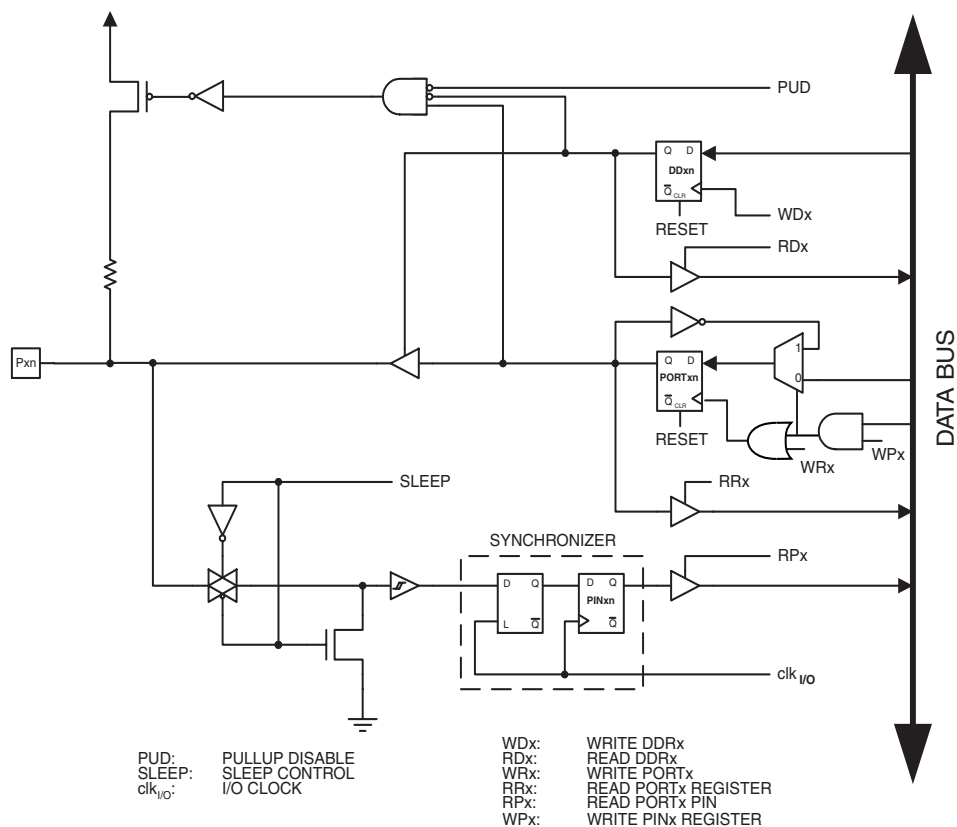 PUD
Q D
DDxn
Q CLR
WDx
RESET
RDx
Pxn
1
Q D
PORTxn
0
Q CLR
RESET
WRx
WPx
DATA BUS
SLEEP
RRx
SYNCHRONIZER
RPx
D Q
D Q
PINxn
L Q
Q
clk I/O
PUD: PULLUP DISABLE
SLEEP: SLEEP CONTROL
clkI/O: I/O CLOCK
WDx: WRITE DDRx
RDx: READ DDRx
WRx: WRITE PORTx
RRx: READ PORTx REGISTER
RPx: READ PORTx PIN
WPx: WRITE PINx REGISTER